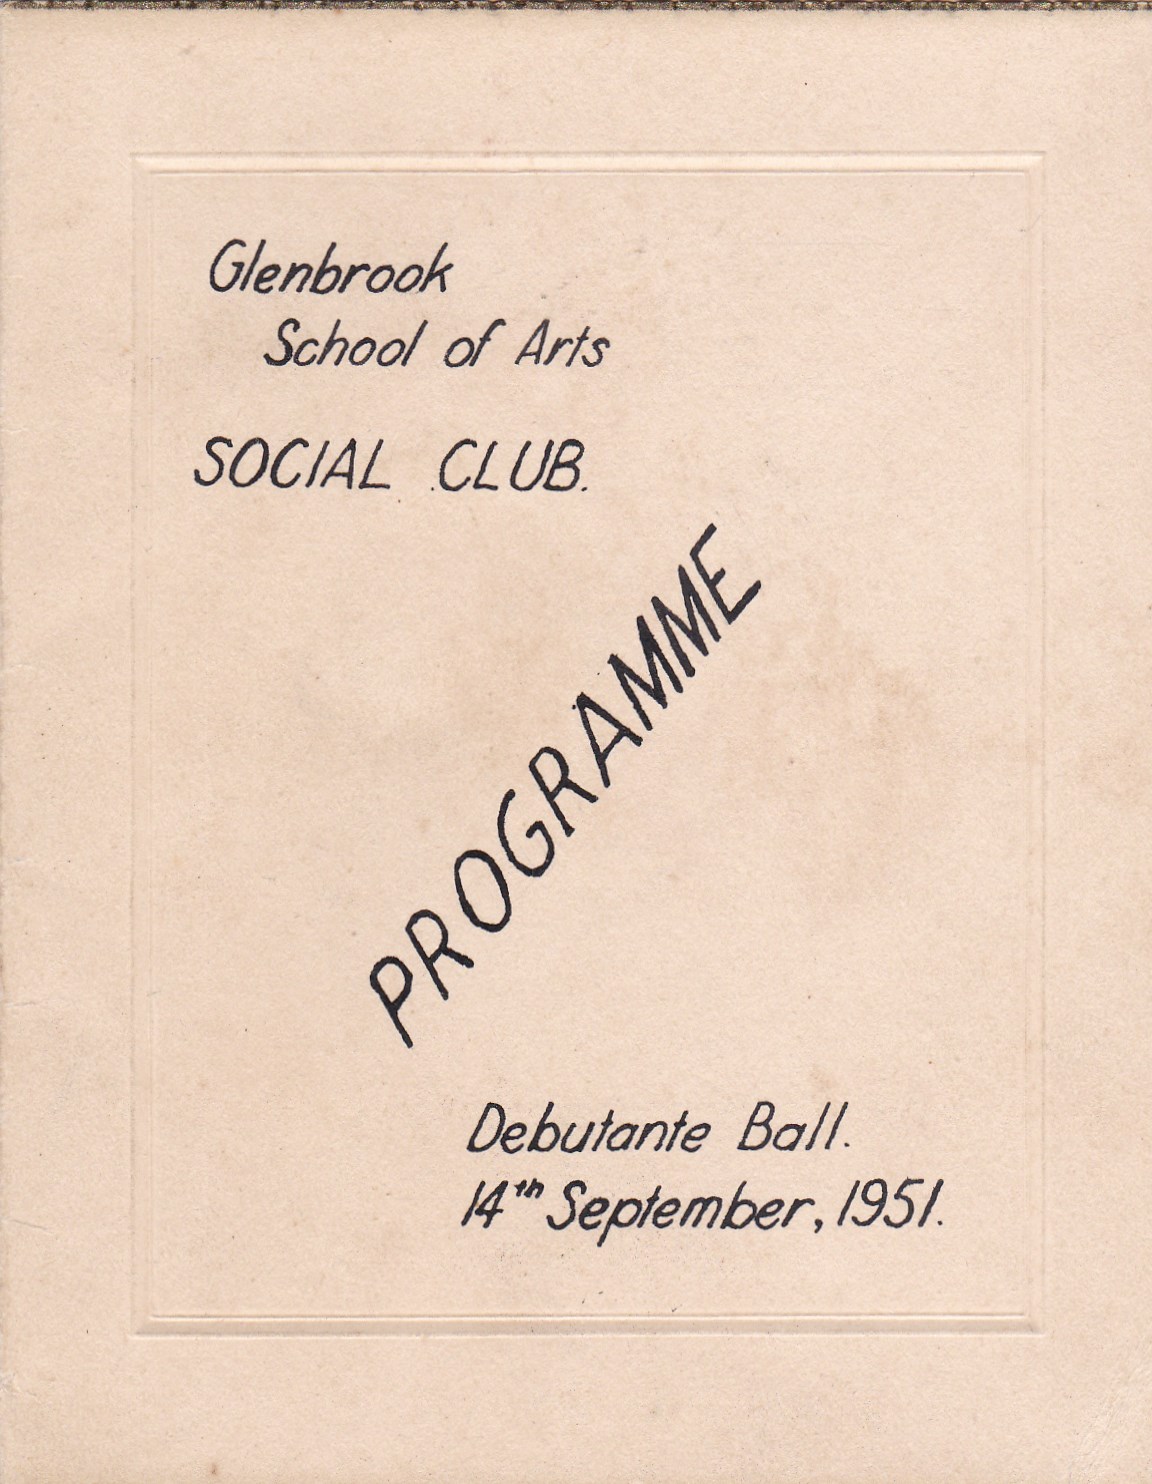 Glenbrook
School of Arts
SOCIAL CLUB.
PROGRAMME
Debutante Ball.
14th September, 1951.